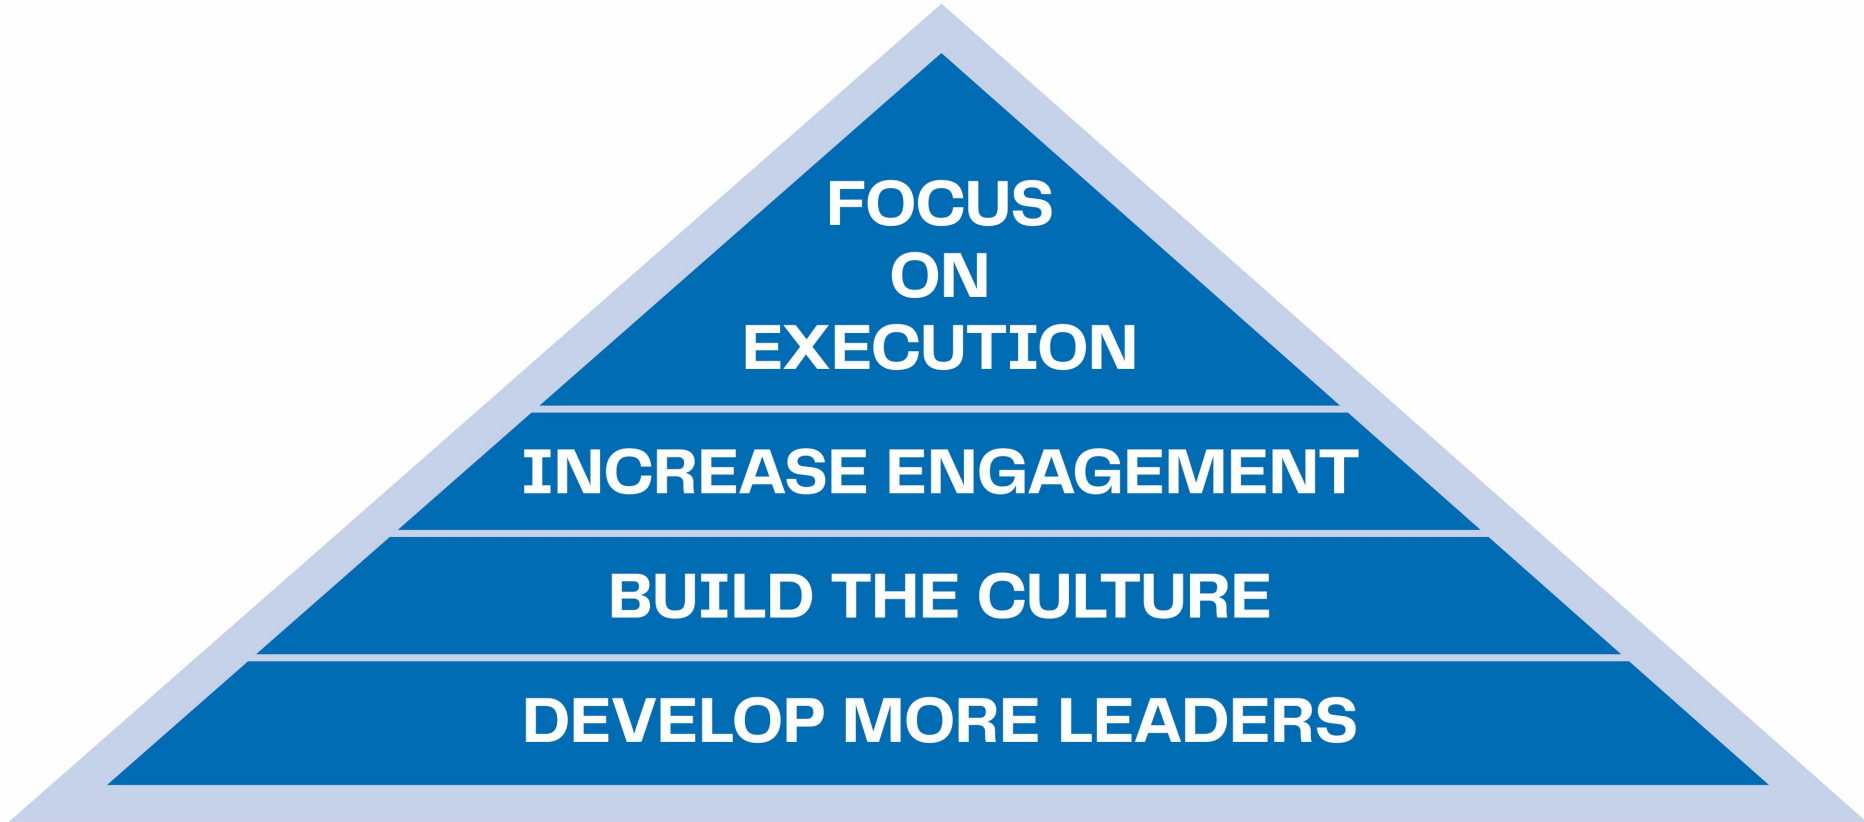 FOCUS
ON
EXECUTION
INCREASE ENGAGEMENT
BUILD THE CULTURE
DEVELOP MORE LEADERS